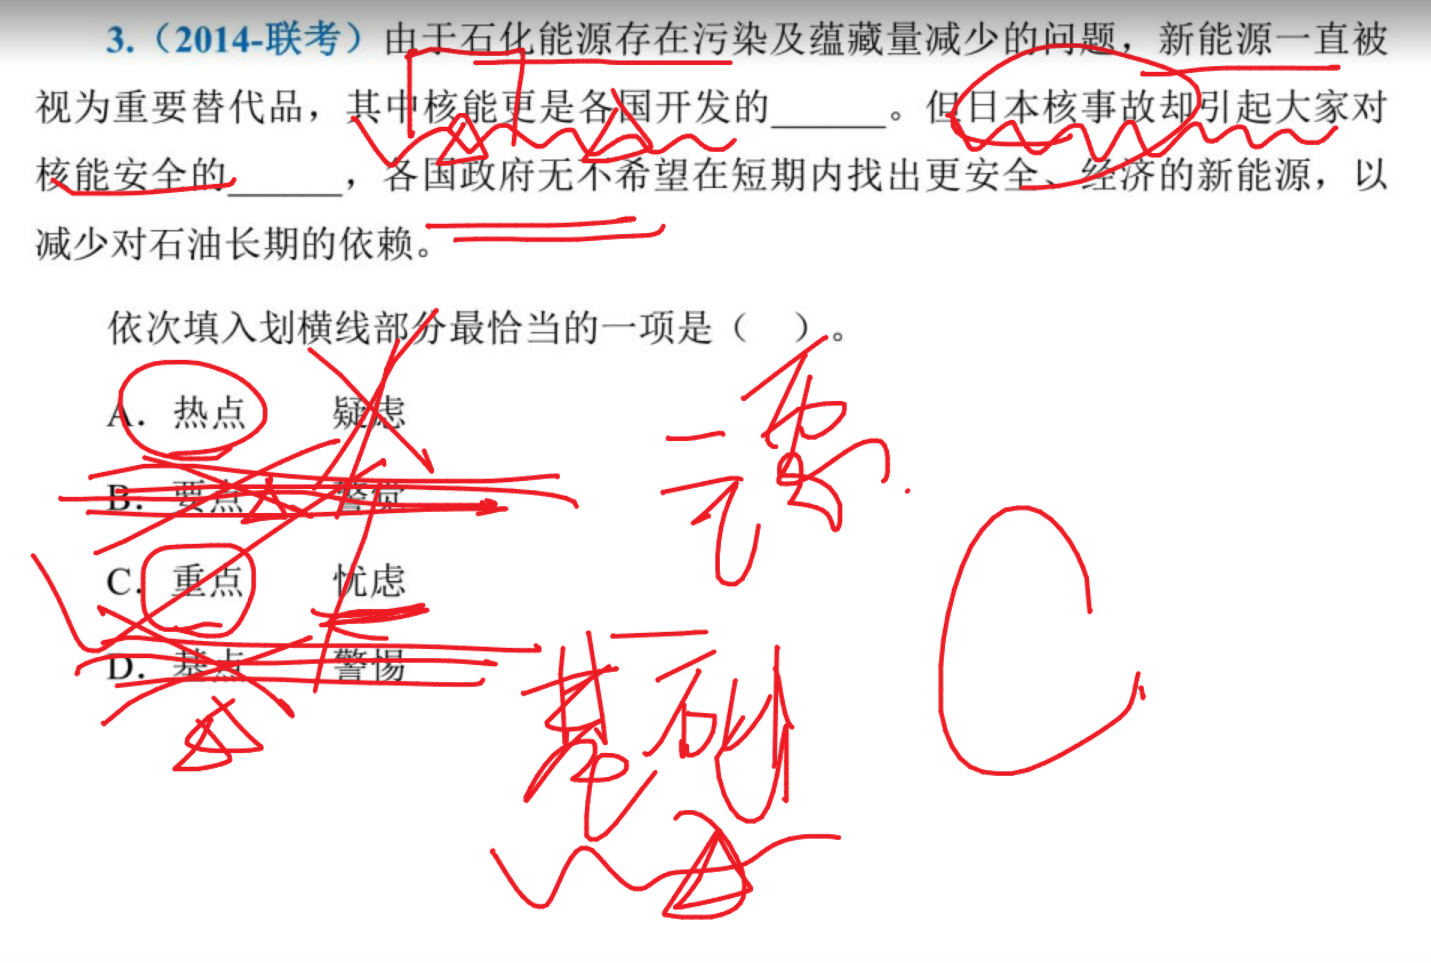 3.（2014-联考）由于石化能源存在污染及蕴藏量减少的问题，新能源一直被
视为重要替代品，其中核能更是各国开发的______。但日本核事故却引起大家对
核能安全的______，各国政府无不希望在短期内找出更安全、经济的新能源，以
减少对石油长期的依赖。
依次填入划横线部分最恰当的一项是（ ）。
A. 热点 疑虑
B. 要点 警觉
C. 重点 忧虑
D. 基点 警惕
基础
C